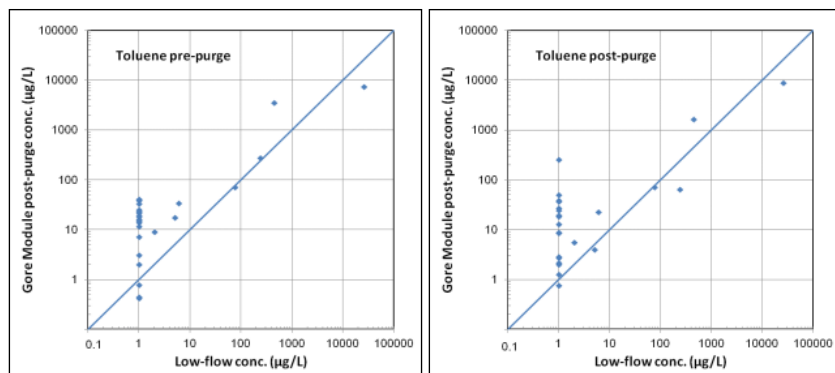 Toluene pre-purge
Gore Module post-purge conc. (µg/L)
100000
10000
1000
100
10
1
0.1 1 10 100 1000 10000 100000
Low-flow conc. (µg/L)
Toluene post-purge
Gore Module post-purge conc. (µg/L)
100000
10000
1000
100
10
1
0.1 1 10 100 1000 10000 100000
Low-flow conc. (µg/L)